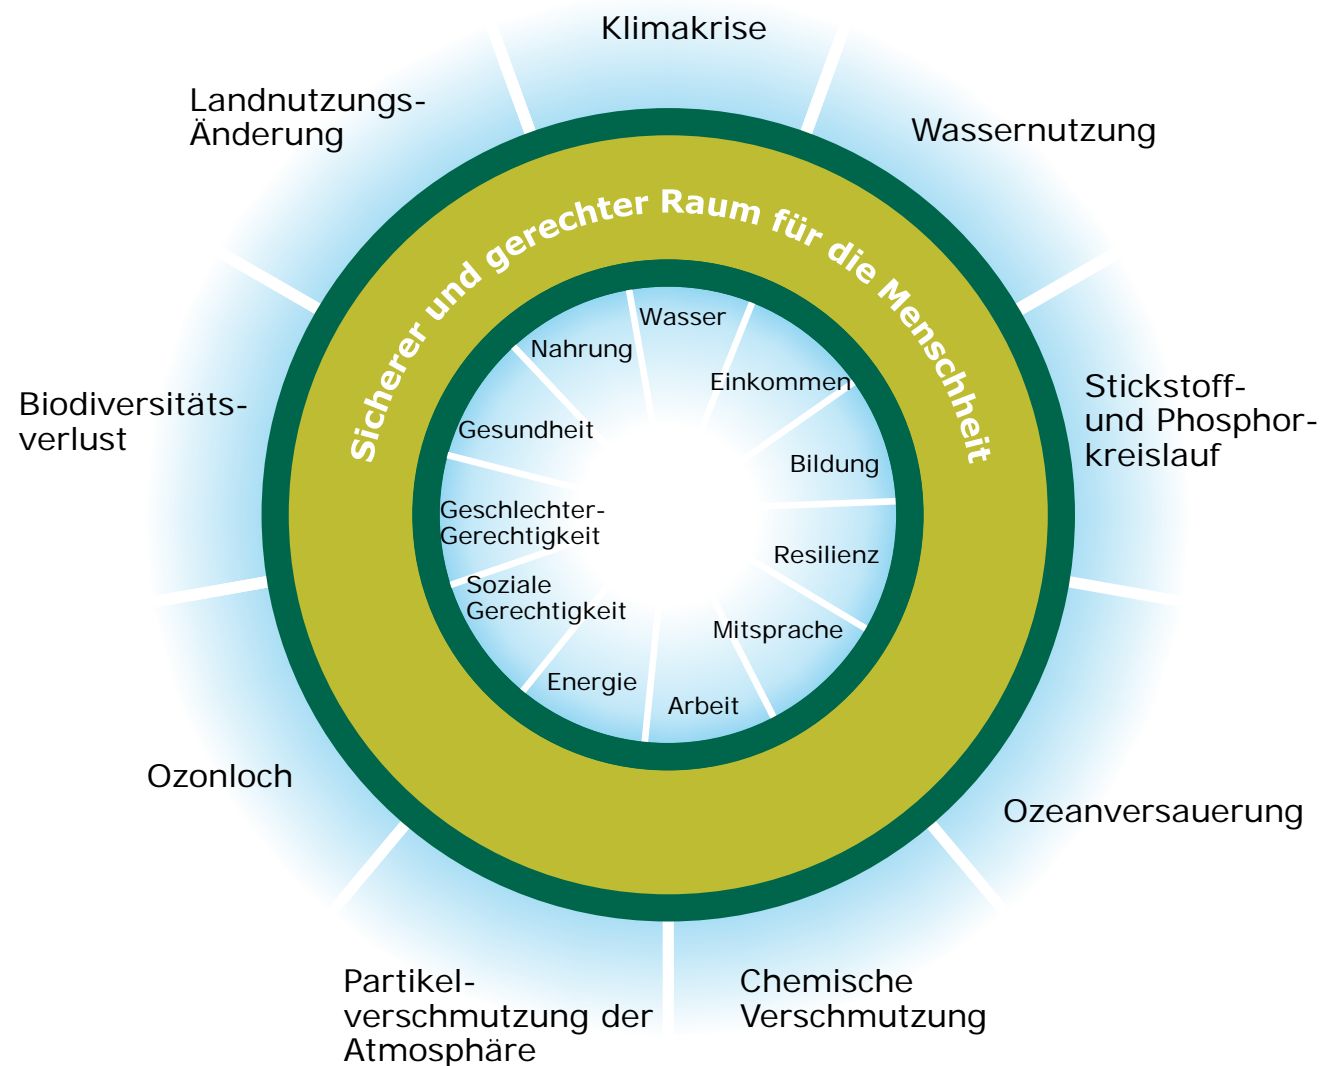 Klimakrise
Landnutzungs-
Änderung
Wassernutzung
Sicherer und gerechter Raum für die Menschheit
Wasser
Nahrung
Einkommen
Biodiversitäts-
verlust
Stickstoff-
und Phosphor-
kreislauf
Gesundheit
Bildung
Geschlechter-
Gerechtigkeit
Resilienz
Soziale
Gerechtigkeit
Mitsprache
Energie
Arbeit
Ozonloch
Ozeanversauerung
Partikel-
verschmutzung der
Atmosphäre
Chemische
Verschmutzung